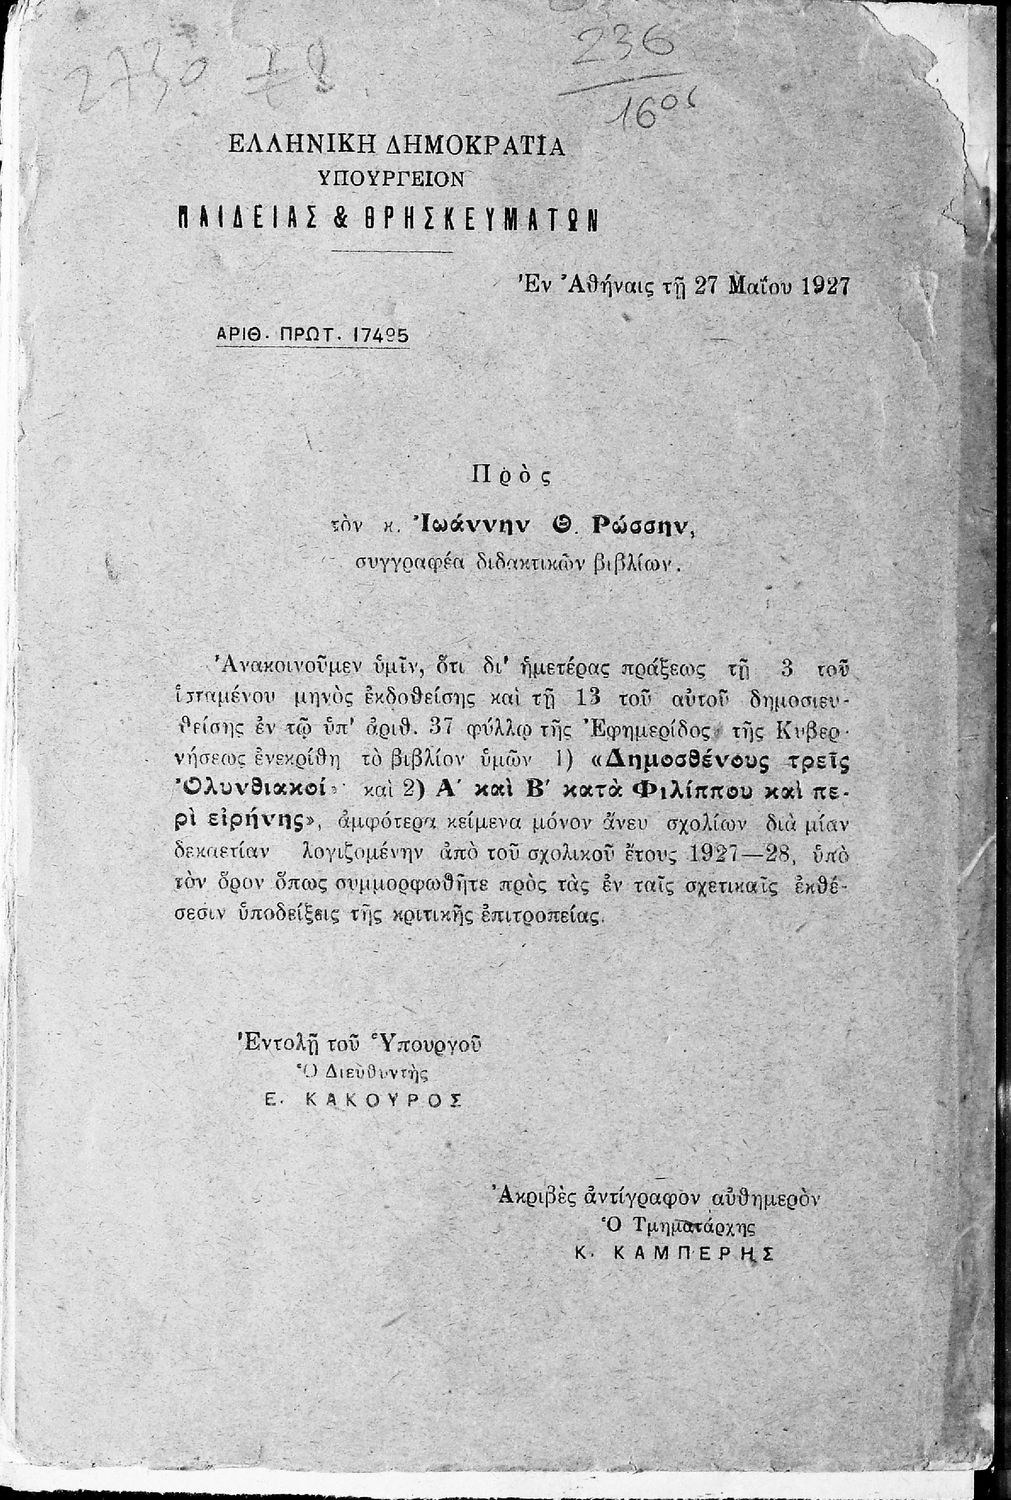 2730 78
236
1605
ΕΛΛΗΝΙΚΗ ΔΗΜΟΚΡΑΤΙΑ
ΥΠΟΥΡΓΕΙΟΝ
ΠΑΙΔΕΙΑΣ & ΘΡΗΣΚΕΥΜΑΤΩΝ
Ἐν Ἀθήναις τῇ 27 Μαΐου 1927
ΑΡΙΘ. ΠΡΩΤ. 17495
Πρὸς
τὸν κ. Ἰωάννην Θ. Ρώσσην,
συγγραφέα διδακτικῶν βιβλίων.
Ἀνακοινοῦμεν ὑμῖν, ὅτι δι' ἡμετέρας πράξεως τῇ 3 τοῦ
ἱσταμένου μηνὸς ἐκδοθείσης καὶ τῇ 13 τοῦ αὐτοῦ δημοσιευ-
θείσης ἐν τῷ ὑπ' ἀριθ. 37 φύλλῳ τῆς Ἐφημερίδος τῆς Κυβερ-
νήσεως ἐνεκρίθη τὸ βιβλίον ὑμῶν 1) «Δημοσθένους τρεῖς
Ὀλυνθιακοί» καὶ 2) Α′ καὶ Β′ κατὰ Φιλίππου καὶ πε-
ρὶ εἰρήνης», ἀμφότερα κείμενα μόνον ἄνευ σχολίων διὰ μίαν
δεκαετίαν λογιζομένην ἀπὸ τοῦ σχολικοῦ ἔτους 1927—28, ὑπὸ
τὸν ὅρον ὅπως συμμορφωθῆτε πρὸς τὰς ἐν ταῖς σχετικαῖς ἐκθέ-
σεσιν ὑποδείξεις τῆς κριτικῆς ἐπιτροπείας.
Ἐντολῇ τοῦ Ὑπουργοῦ
Ὁ Διευθυντὴς
Ε. ΚΑΚΟΥΡΟΣ
Ἀκριβὲς ἀντίγραφον αὐθημερὸν
Ὁ Τμηματάρχης
Κ. ΚΑΜΠΕΡΗΣ